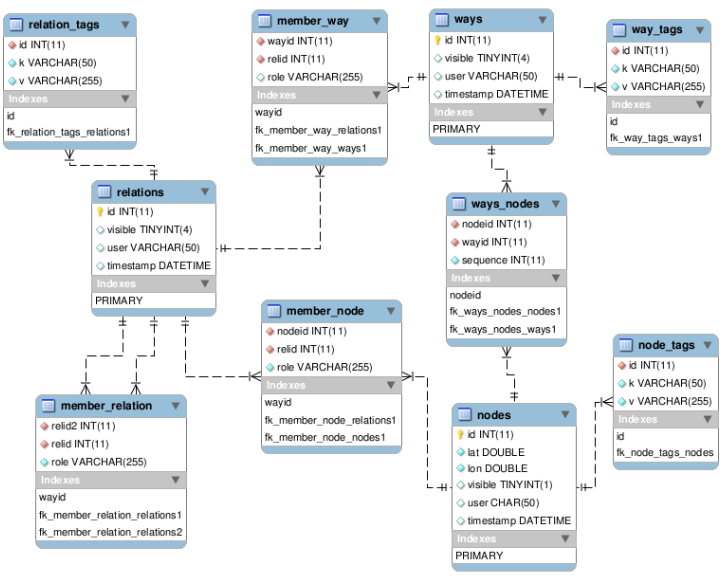 relation_tags
id INT(11)
k VARCHAR(50)
v VARCHAR(255)
Indexes
id
fk_relation_tags_relations1
member_way
wayid INT(11)
relid INT(11)
role VARCHAR(255)
Indexes
wayid
fk_member_way_relations1
fk_member_way_ways1
ways
id INT(11)
visible TINYINT(4)
user VARCHAR(50)
timestamp DATETIME
Indexes
PRIMARY
way_tags
id INT(11)
k VARCHAR(50)
v VARCHAR(255)
Indexes
id
fk_way_tags_ways1
relations
id INT(11)
visible TINYINT(4)
user VARCHAR(50)
timestamp DATETIME
Indexes
PRIMARY
ways_nodes
nodeid INT(11)
wayid INT(11)
sequence INT(11)
Indexes
nodeid
fk_ways_nodes_nodes1
fk_ways_nodes_ways1
member_node
nodeid INT(11)
relid INT(11)
role VARCHAR(255)
Indexes
wayid
fk_member_node_relations1
fk_member_node_nodes1
node_tags
id INT(11)
k VARCHAR(50)
v VARCHAR(255)
Indexes
id
fk_node_tags_nodes
member_relation
relid2 INT(11)
relid INT(11)
role VARCHAR(255)
Indexes
wayid
fk_member_relation_relations1
fk_member_relation_relations2
nodes
id INT(11)
lat DOUBLE
lon DOUBLE
visible TINYINT(1)
user CHAR(50)
timestamp DATETIME
Indexes
PRIMARY